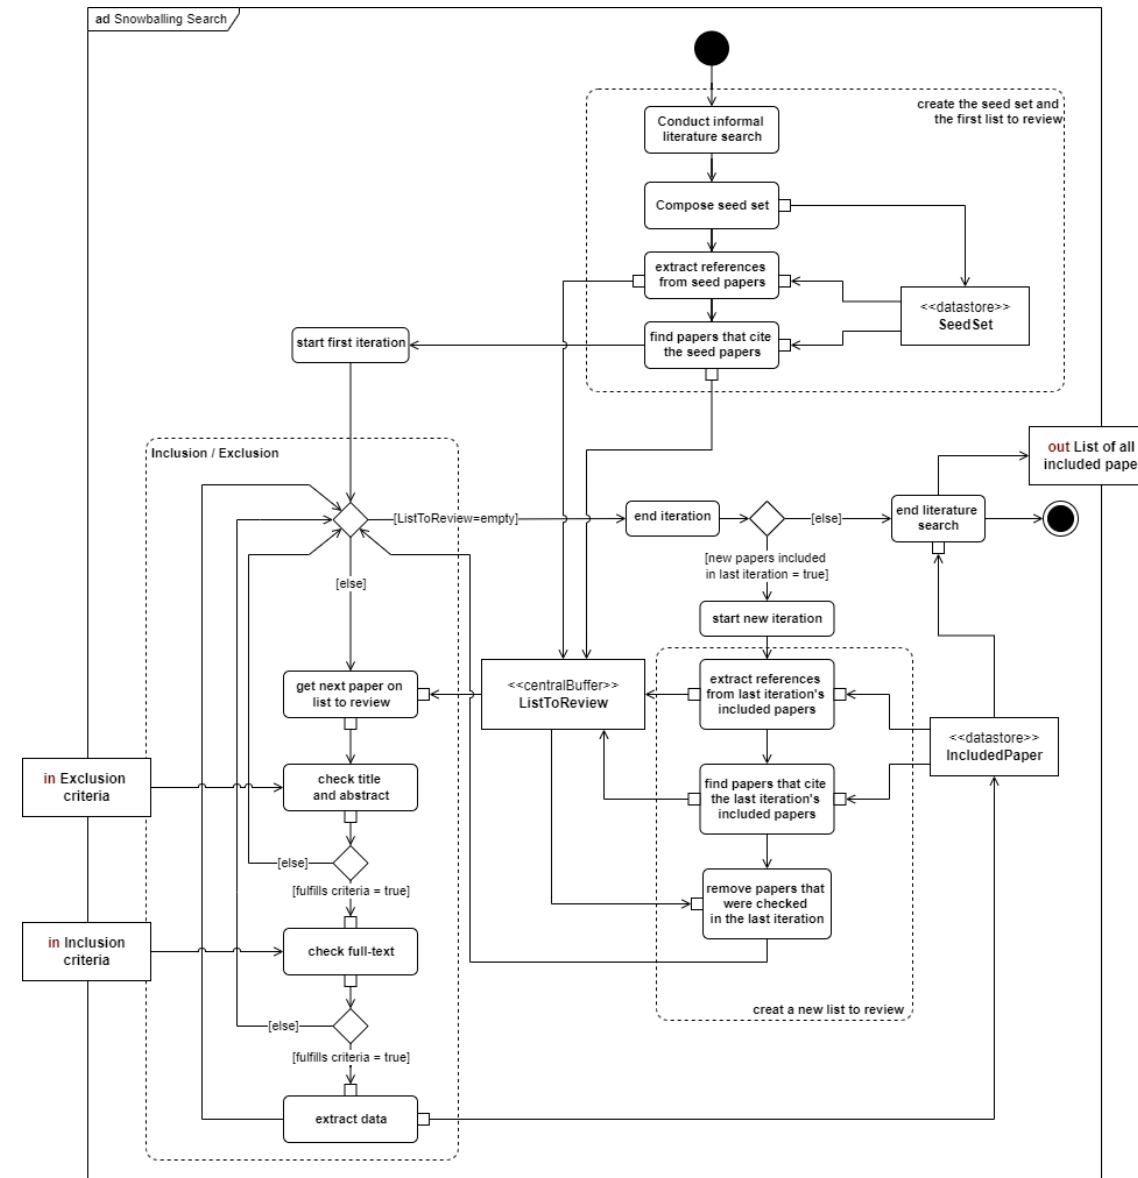 ad Snowballing Search
create the seed set and
the first list to review
Conduct informal
literature search
Compose seed set
extract references
from seed papers
<<datastore>>
SeedSet
find papers that cite
the seed papers
start first iteration
Inclusion / Exclusion
out List of all
included pape
[ListToReview=empty]
end iteration
[else]
end literature
search
[new papers included
in last iteration = true]
[else]
start new iteration
get next paper on
list to review
<<centralBuffer>>
ListToReview
extract references
from last iteration's
included papers
<<datastore>>
IncludedPaper
in Exclusion
criteria
check title
and abstract
find papers that cite
the last iteration's
included papers
[else]
[fulfills criteria = true]
remove papers that
were checked
in the last iteration
in Inclusion
criteria
check full-text
creat a new list to review
[else]
[fulfills criteria = true]
extract data